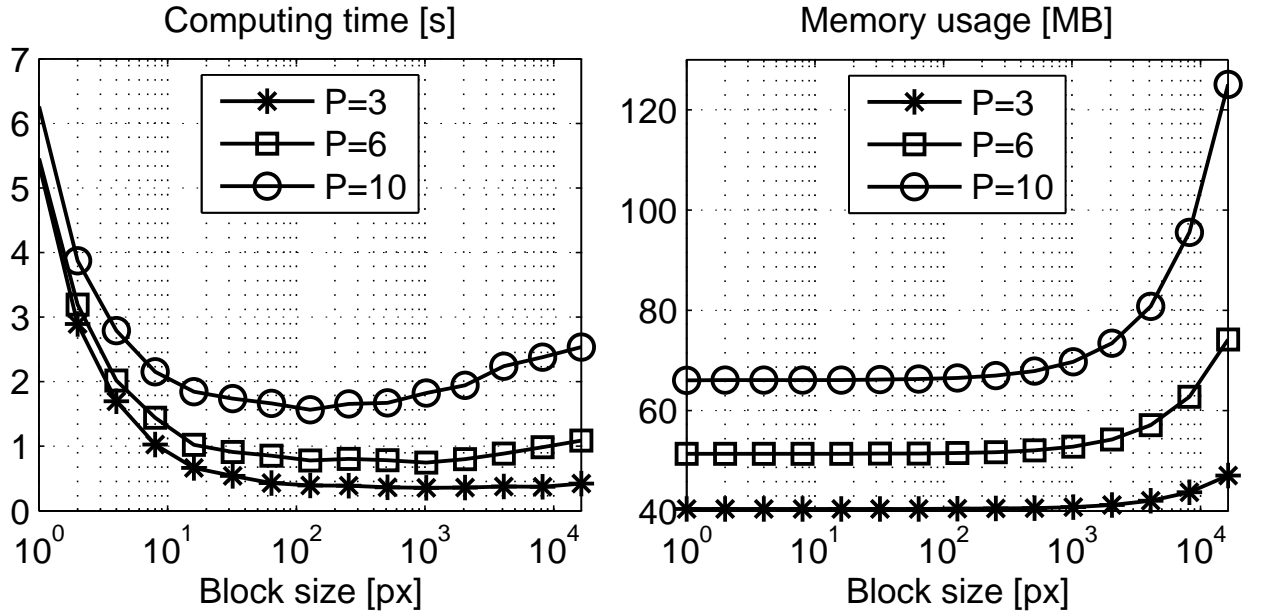 Computing time [s]
7
6
5
4
3
2
1
0
P=3
P=6
P=10
10^0
10^1
10^2
10^3
10^4
Block size [px]
Memory usage [MB]
120
100
80
60
40
P=3
P=6
P=10
10^0
10^1
10^2
10^3
10^4
Block size [px]